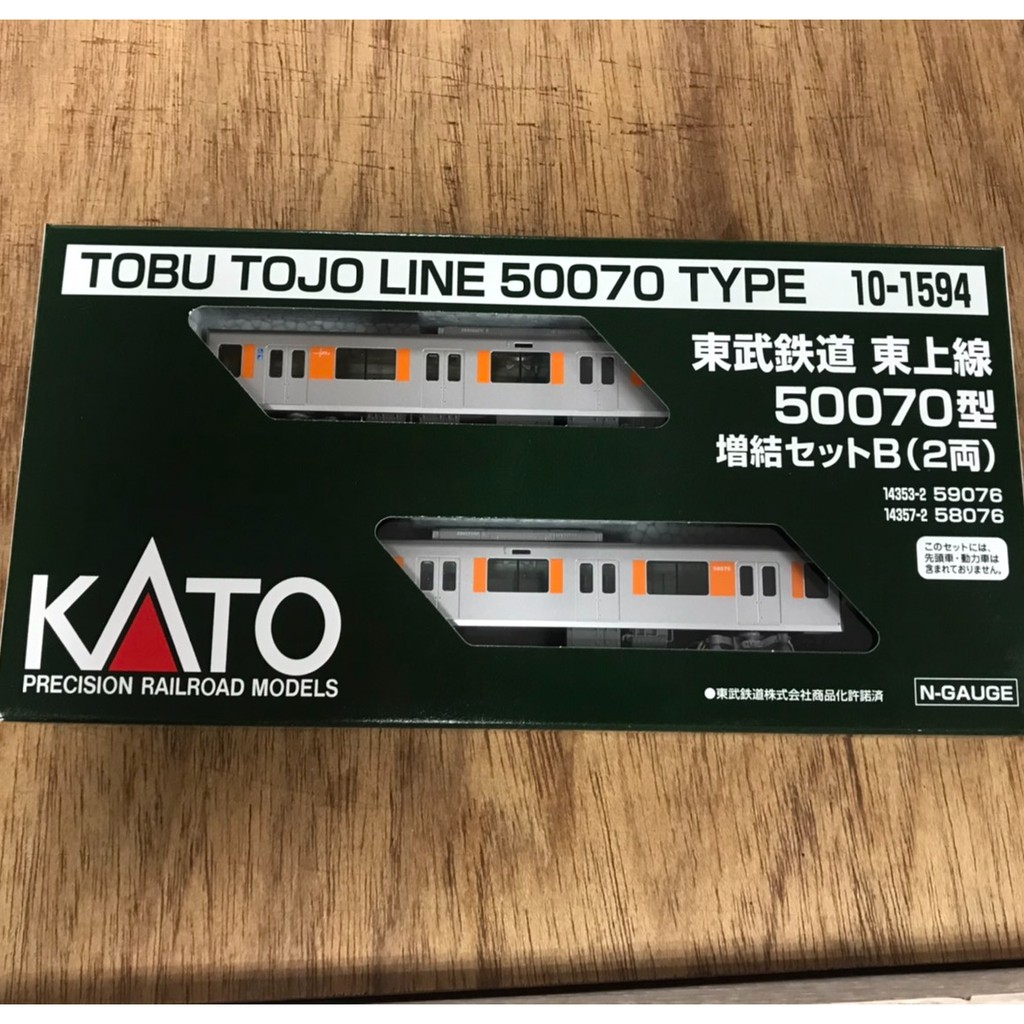 TOBU TOJO LINE 50070 TYPE 10-1594
東武鉄道 東上線
50070型
増結セットB(2両)
14353-2 59076
14357-2 58076
このセットには、
先頭車・動力車は
含まれておりません。
KATO
PRECISION RAILROAD MODELS
●東武鉄道株式会社商品化許諾済
N-GAUGE